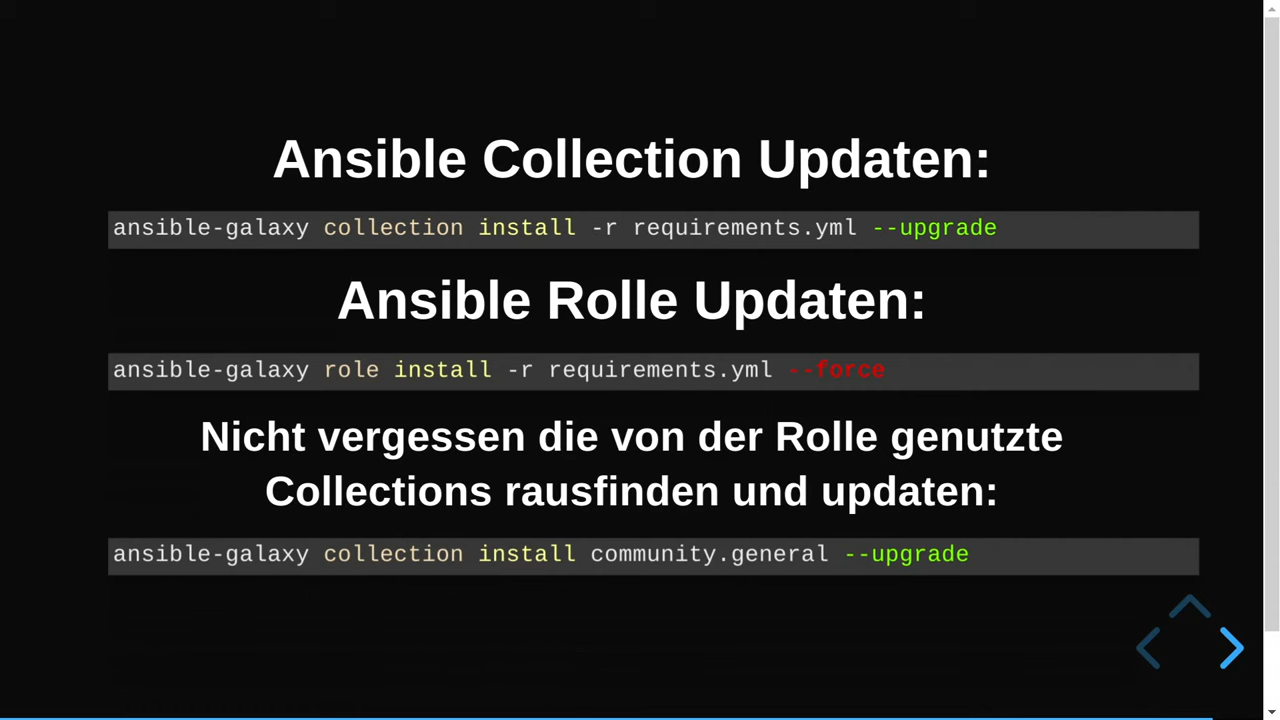 Ansible Collection Updaten:
ansible-galaxy collection install -r requirements.yml --upgrade
Ansible Rolle Updaten:
ansible-galaxy role install -r requirements.yml --force
Nicht vergessen die von der Rolle genutzte
Collections rausfinden und updaten:
ansible-galaxy collection install community.general --upgrade